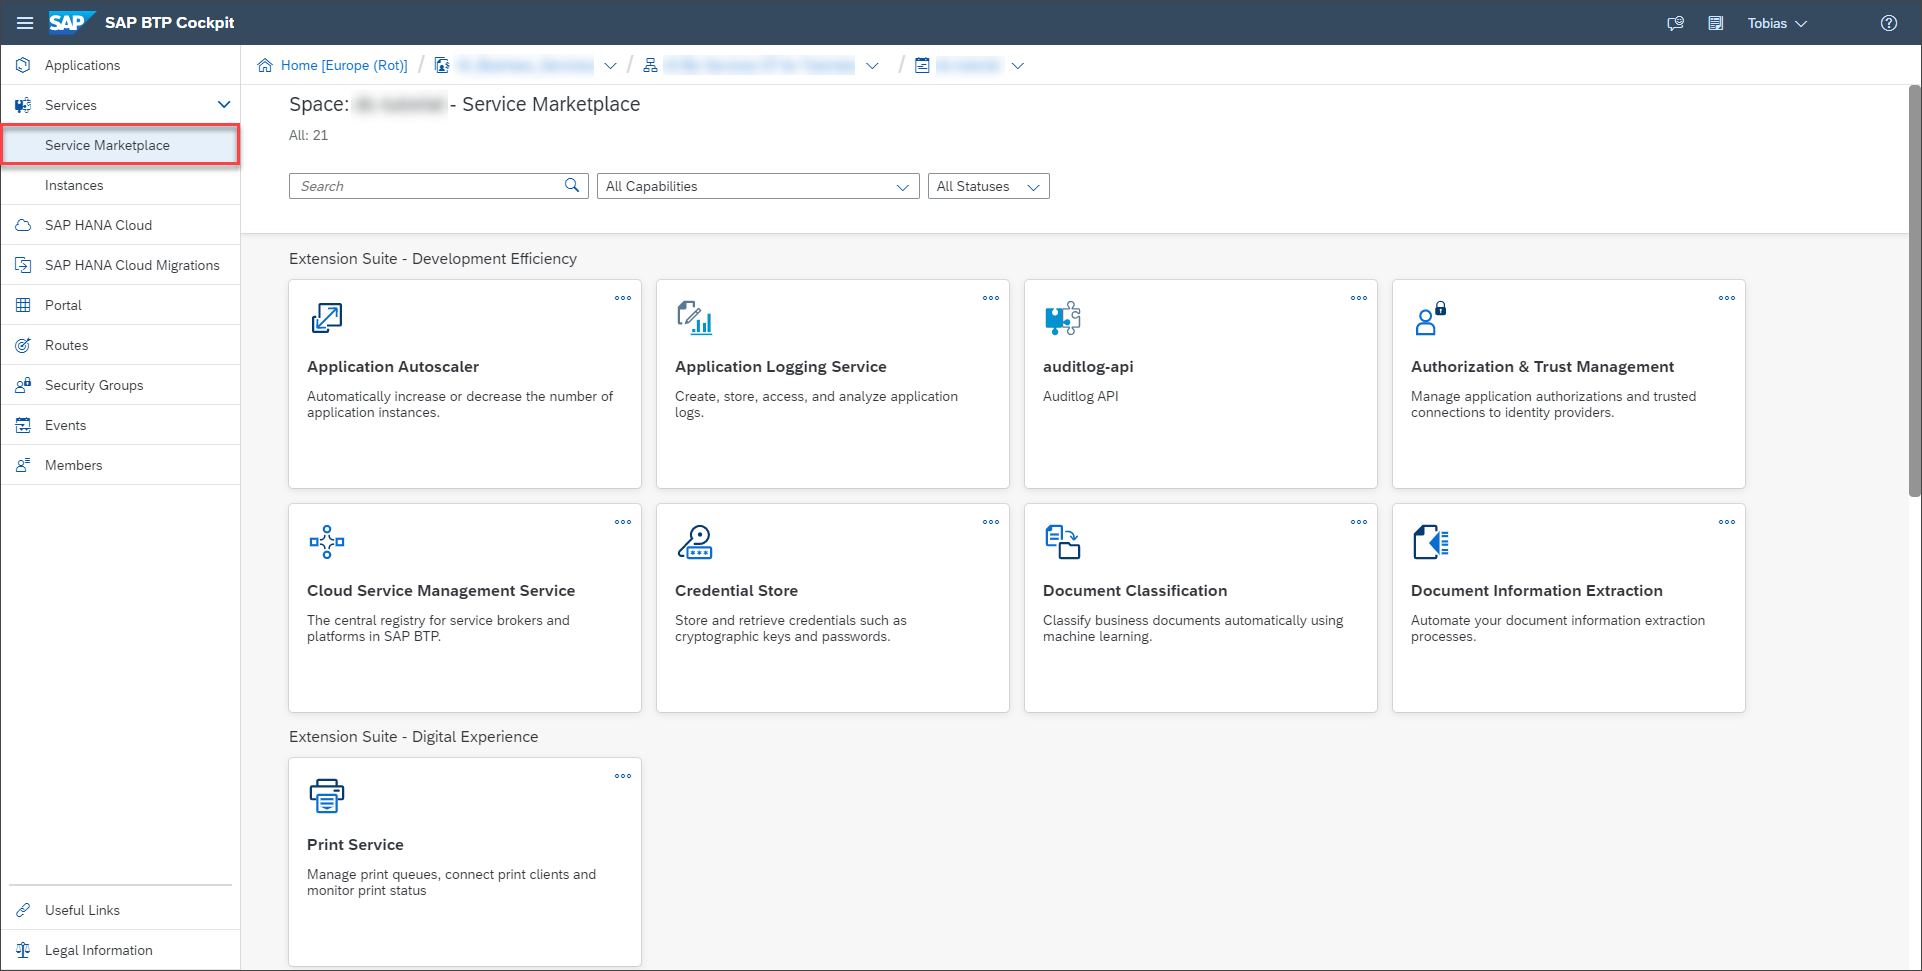 SAP SAP BTP Cockpit
Tobias
Applications
Services
Service Marketplace
Instances
SAP HANA Cloud
SAP HANA Cloud Migrations
Portal
Routes
Security Groups
Events
Members
Useful Links
Legal Information
Home [Europe (Rot)] / / /
Space: - Service Marketplace
All: 21
Search
All Capabilities
All Statuses
Extension Suite - Development Efficiency
Application Autoscaler
Automatically increase or decrease the number of
application instances.
Application Logging Service
Create, store, access, and analyze application
logs.
auditlog-api
Auditlog API
Authorization & Trust Management
Manage application authorizations and trusted
connections to identity providers.
Cloud Service Management Service
The central registry for service brokers and
platforms in SAP BTP.
Credential Store
Store and retrieve credentials such as
cryptographic keys and passwords.
Document Classification
Classify business documents automatically using
machine learning.
Document Information Extraction
Automate your document information extraction
processes.
Extension Suite - Digital Experience
Print Service
Manage print queues, connect print clients and
monitor print status